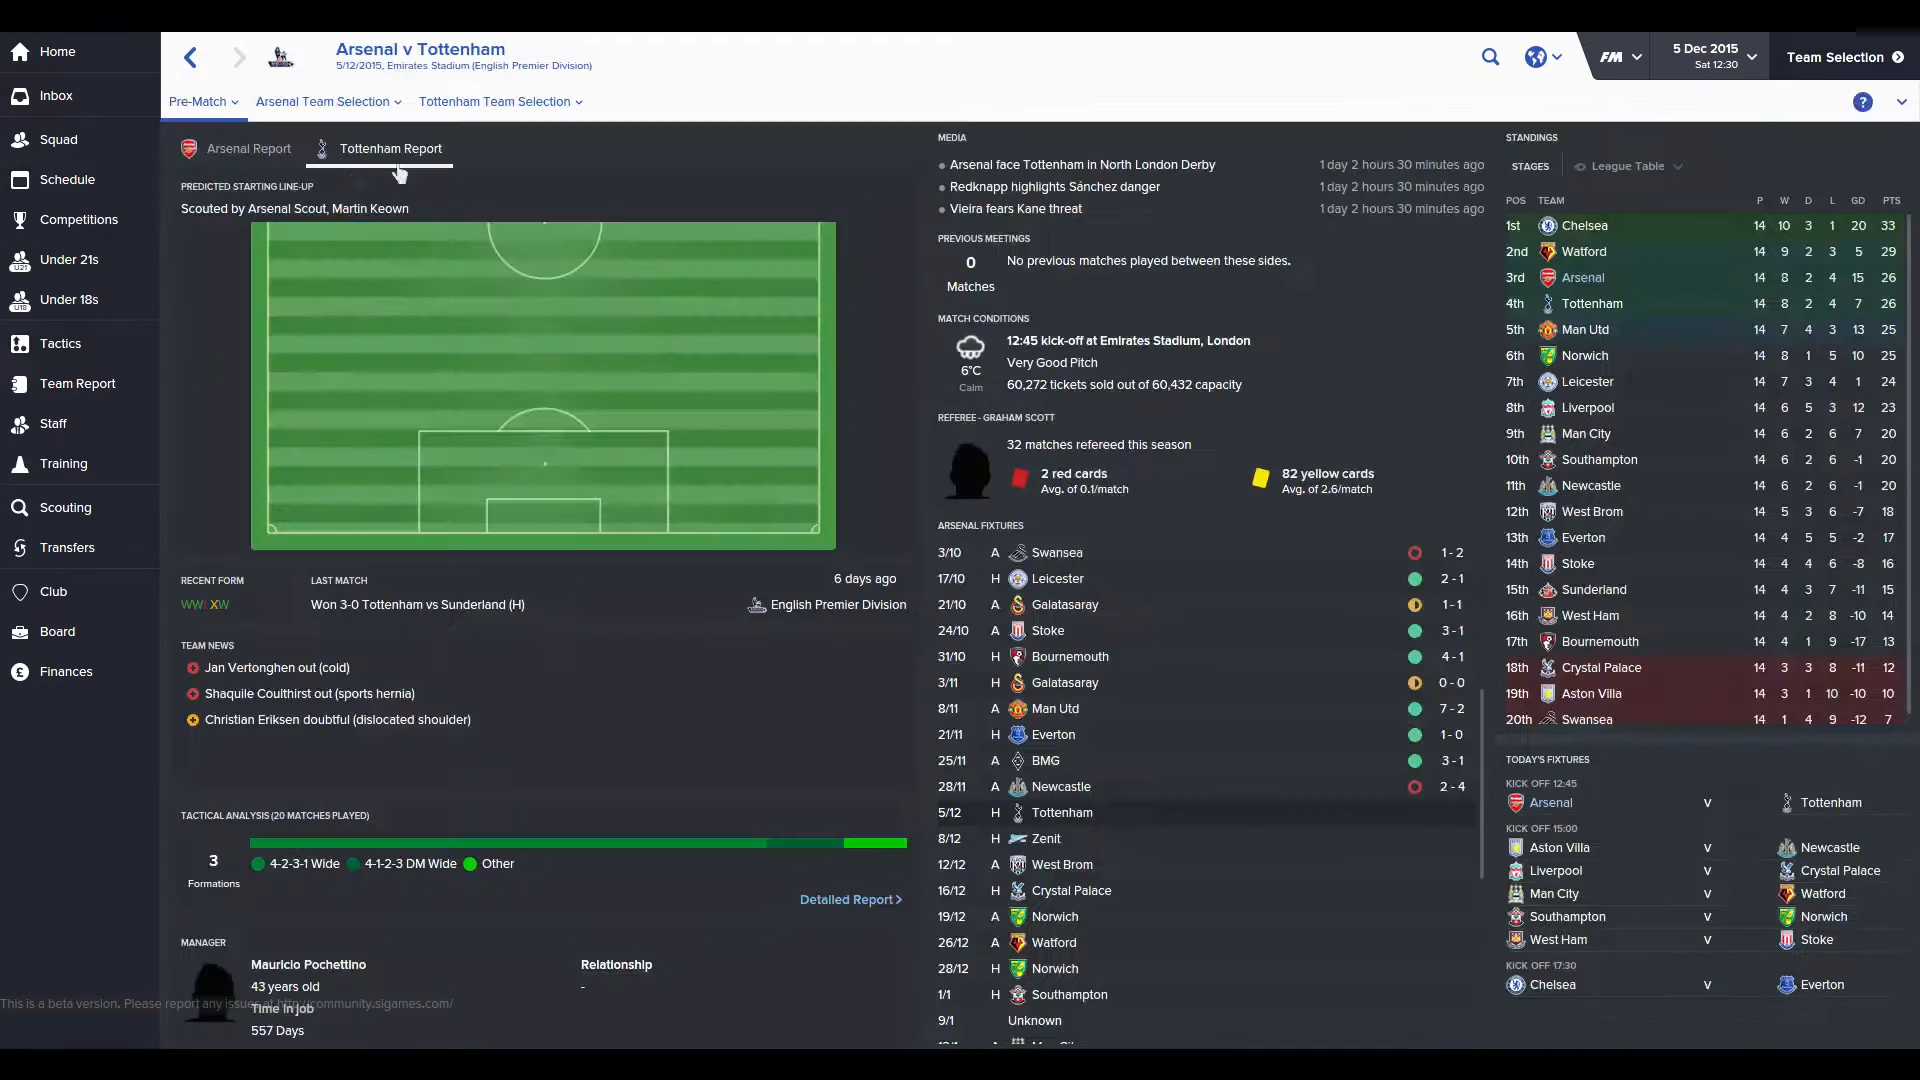 Home
Inbox
Squad
Schedule
Competitions
Under 21s
Under 18s
Tactics
Team Report
Staff
Training
Scouting
Transfers
Club
Board
Finances
Arsenal v Tottenham
5/12/2015, Emirates Stadium (English Premier Division)
FM
5 Dec 2015
Sat 12:30
Team Selection
Pre-Match
Arsenal Team Selection
Tottenham Team Selection
?
Arsenal Report
Tottenham Report
PREDICTED STARTING LINE-UP
Scouted by Arsenal Scout, Martin Keown
RECENT FORM
LAST MATCH
6 days ago
WWLXW
Won 3-0 Tottenham vs Sunderland (H)
English Premier Division
TEAM NEWS
Jan Vertonghen out (cold)
Shaquile Coulthirst out (sports hernia)
Christian Eriksen doubtful (dislocated shoulder)
TACTICAL ANALYSIS (20 MATCHES PLAYED)
3
Formations
4-2-3-1 Wide
4-1-2-3 DM Wide
Other
Detailed Report
MANAGER
Mauricio Pochettino
43 years old
Time in job
557 Days
Relationship
-
This is a beta version. Please report any issues at http://community.sigames.com/
MEDIA
Arsenal face Tottenham in North London Derby 1 day 2 hours 30 minutes ago
Redknapp highlights Sánchez danger 1 day 2 hours 30 minutes ago
Vieira fears Kane threat 1 day 2 hours 30 minutes ago
PREVIOUS MEETINGS
0
Matches
No previous matches played between these sides.
MATCH CONDITIONS
6°C
Calm
12:45 kick-off at Emirates Stadium, London
Very Good Pitch
60,272 tickets sold out of 60,432 capacity
REFEREE - GRAHAM SCOTT
32 matches refereed this season
2 red cards
Avg. of 0.1/match
82 yellow cards
Avg. of 2.6/match
ARSENAL FIXTURES
3/10 A Swansea 1 - 2
17/10 H Leicester 2 - 1
21/10 A Galatasaray 1 - 1
24/10 A Stoke 3 - 1
31/10 H Bournemouth 4 - 1
3/11 H Galatasaray 0 - 0
8/11 A Man Utd 7 - 2
21/11 H Everton 1 - 0
25/11 A BMG 3 - 1
28/11 A Newcastle 2 - 4
5/12 H Tottenham
8/12 H Zenit
12/12 A West Brom
16/12 H Crystal Palace
19/12 A Norwich
26/12 A Watford
28/12 H Norwich
1/1 H Southampton
9/1 Unknown
STANDINGS
STAGES
League Table
POS TEAM P W D L GD PTS
1st Chelsea 14 10 3 1 20 33
2nd Watford 14 9 2 3 5 29
3rd Arsenal 14 8 2 4 15 26
4th Tottenham 14 8 2 4 7 26
5th Man Utd 14 7 4 3 13 25
6th Norwich 14 8 1 5 10 25
7th Leicester 14 7 3 4 1 24
8th Liverpool 14 6 5 3 12 23
9th Man City 14 6 2 6 7 20
10th Southampton 14 6 2 6 -1 20
11th Newcastle 14 6 2 6 -1 20
12th West Brom 14 5 3 6 -7 18
13th Everton 14 4 5 5 -2 17
14th Stoke 14 4 4 6 -8 16
15th Sunderland 14 4 3 7 -11 15
16th West Ham 14 4 2 8 -10 14
17th Bournemouth 14 4 1 9 -17 13
18th Crystal Palace 14 3 3 8 -11 12
19th Aston Villa 14 3 1 10 -10 10
20th Swansea 14 1 4 9 -12 7
TODAY'S FIXTURES
KICK OFF 12:45
Arsenal v Tottenham
KICK OFF 15:00
Aston Villa v Newcastle
Liverpool v Crystal Palace
Man City v Watford
Southampton v Norwich
West Ham v Stoke
KICK OFF 17:30
Chelsea v Everton